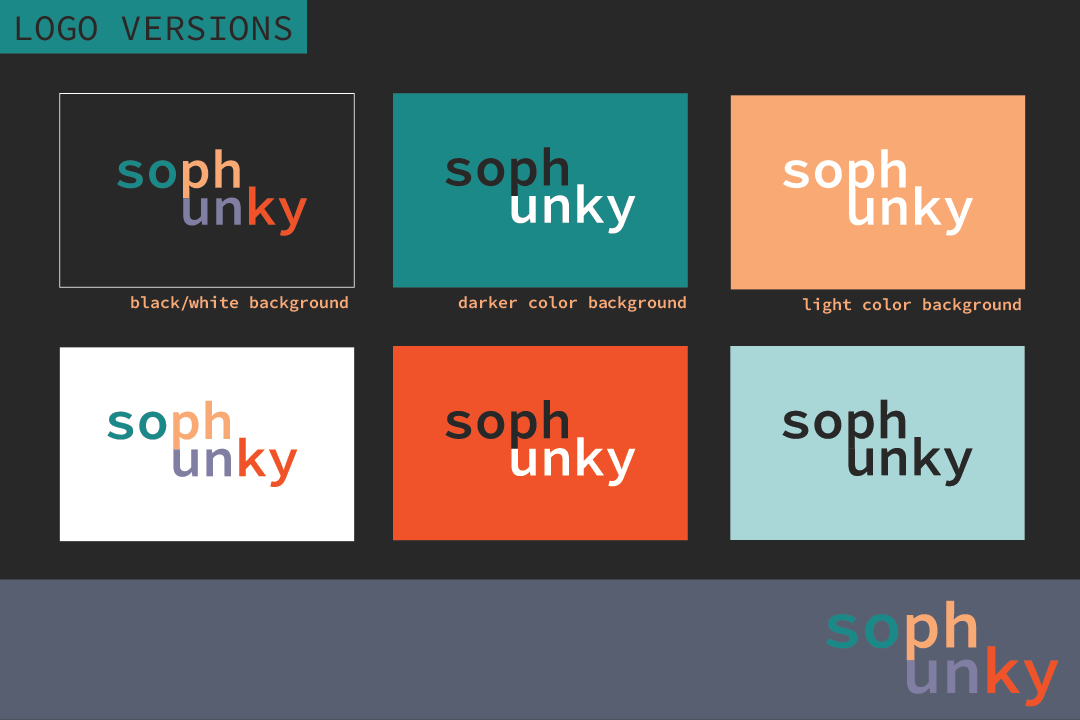 LOGO VERSIONS
soph
unky
soph
unky
soph
unky
black/white background
darker color background
light color background
soph
unky
soph
unky
soph
unky
soph
unky